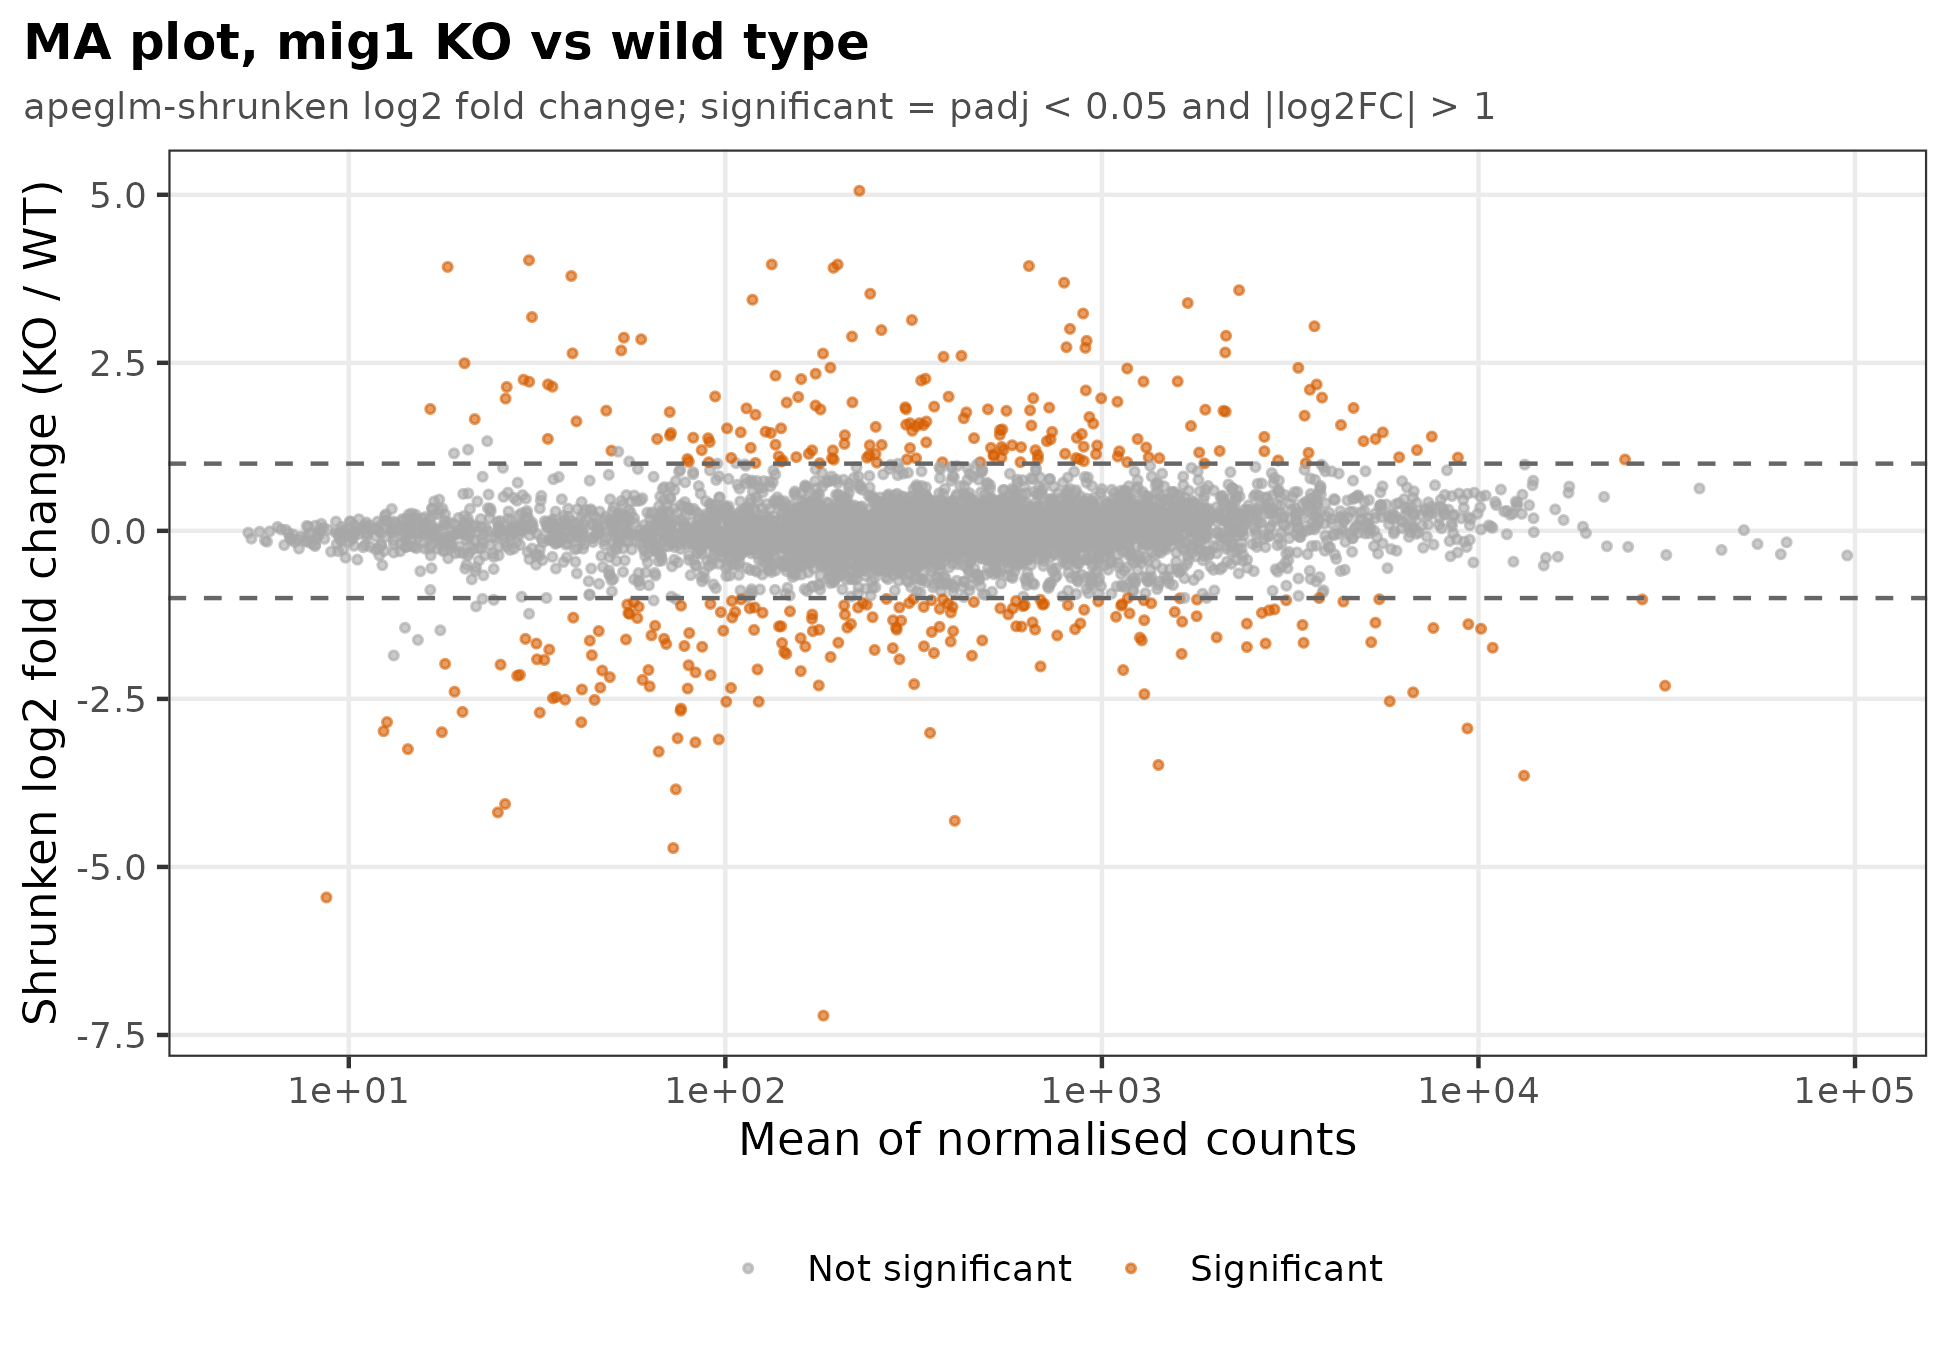 MA plot, mig1 KO vs wild type
apeglm-shrunken log2 fold change; significant = padj < 0.05 and |log2FC| > 1
Shrunken log2 fold change (KO / WT)
5.0
2.5
0.0
-2.5
-5.0
-7.5
1e+01 1e+02 1e+03 1e+04 1e+05
Mean of normalised counts
Not significant Significant